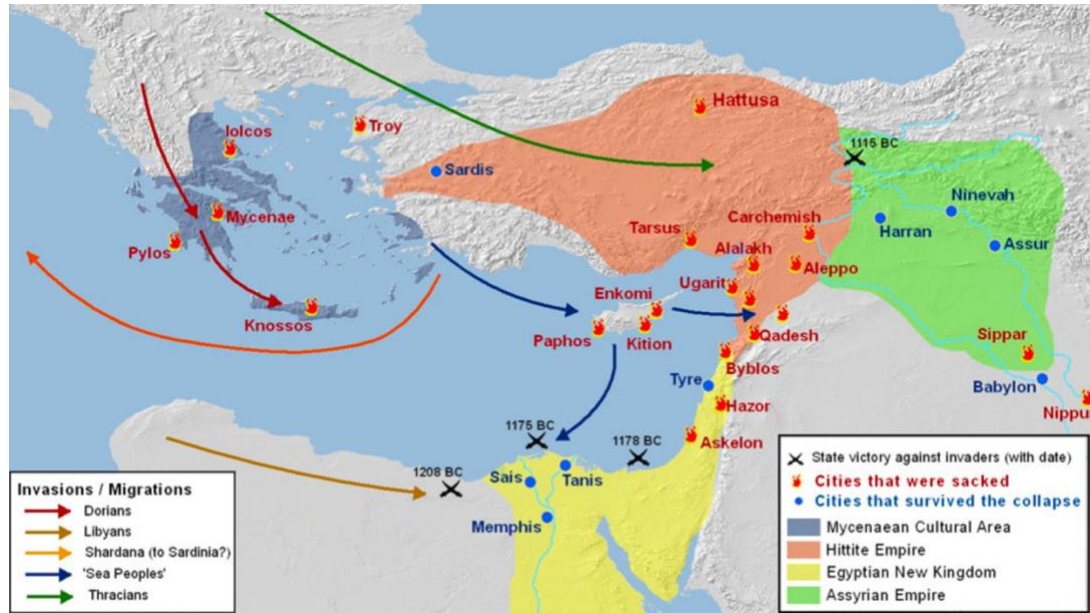 Hattusa
Iolcos
Troy
1115 BC
Sardis
Ninevah
Mycenae
Carchemish
Harran
Tarsus
Pylos
Alalakh
Assur
Aleppo
Ugarit
Enkomi
Knossos
Paphos
Kition
Qadesh
Sippar
Byblos
Tyre
Babylon
Hazor
Nippu
1175 BC
1178 BC
Askelon
1208 BC
Sais
Tanis
Memphis
Invasions / Migrations
Dorians
Libyans
Shardana (to Sardinia?)
'Sea Peoples'
Thracians
State victory against invaders (with date)
Cities that were sacked
Cities that survived the collapse
Mycenaean Cultural Area
Hittite Empire
Egyptian New Kingdom
Assyrian Empire